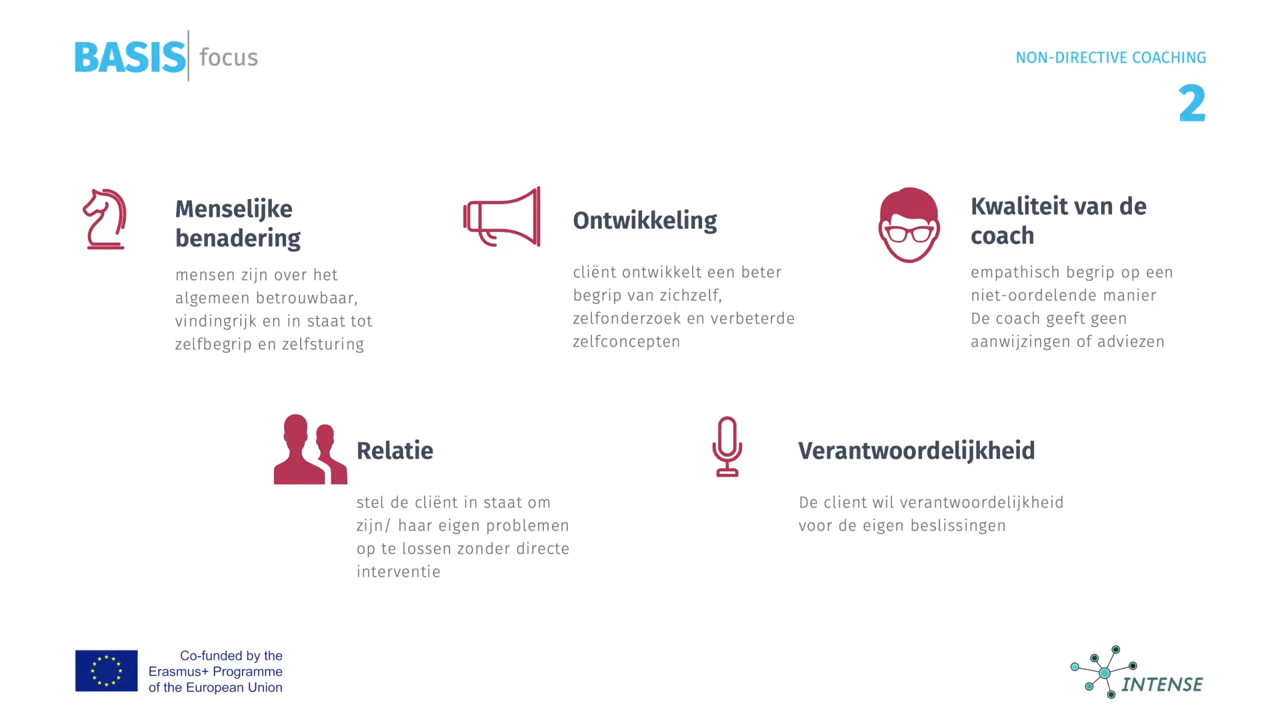 BASIS focus
NON-DIRECTIVE COACHING
2
Menselijke
benadering
mensen zijn over het
algemeen betrouwbaar,
vindingrijk en in staat tot
zelfbegrip en zelfsturing
Ontwikkeling
cliënt ontwikkelt een beter
begrip van zichzelf,
zelfonderzoek en verbeterde
zelfconcepten
Kwaliteit van de
coach
empathisch begrip op een
niet-oordelende manier
De coach geeft geen
aanwijzingen of adviezen
Relatie
stel de cliënt in staat om
zijn/ haar eigen problemen
op te lossen zonder directe
interventie
Verantwoordelijkheid
De client wil verantwoordelijkheid
voor de eigen beslissingen
Co-funded by the
Erasmus+ Programme
of the European Union
INTENSE